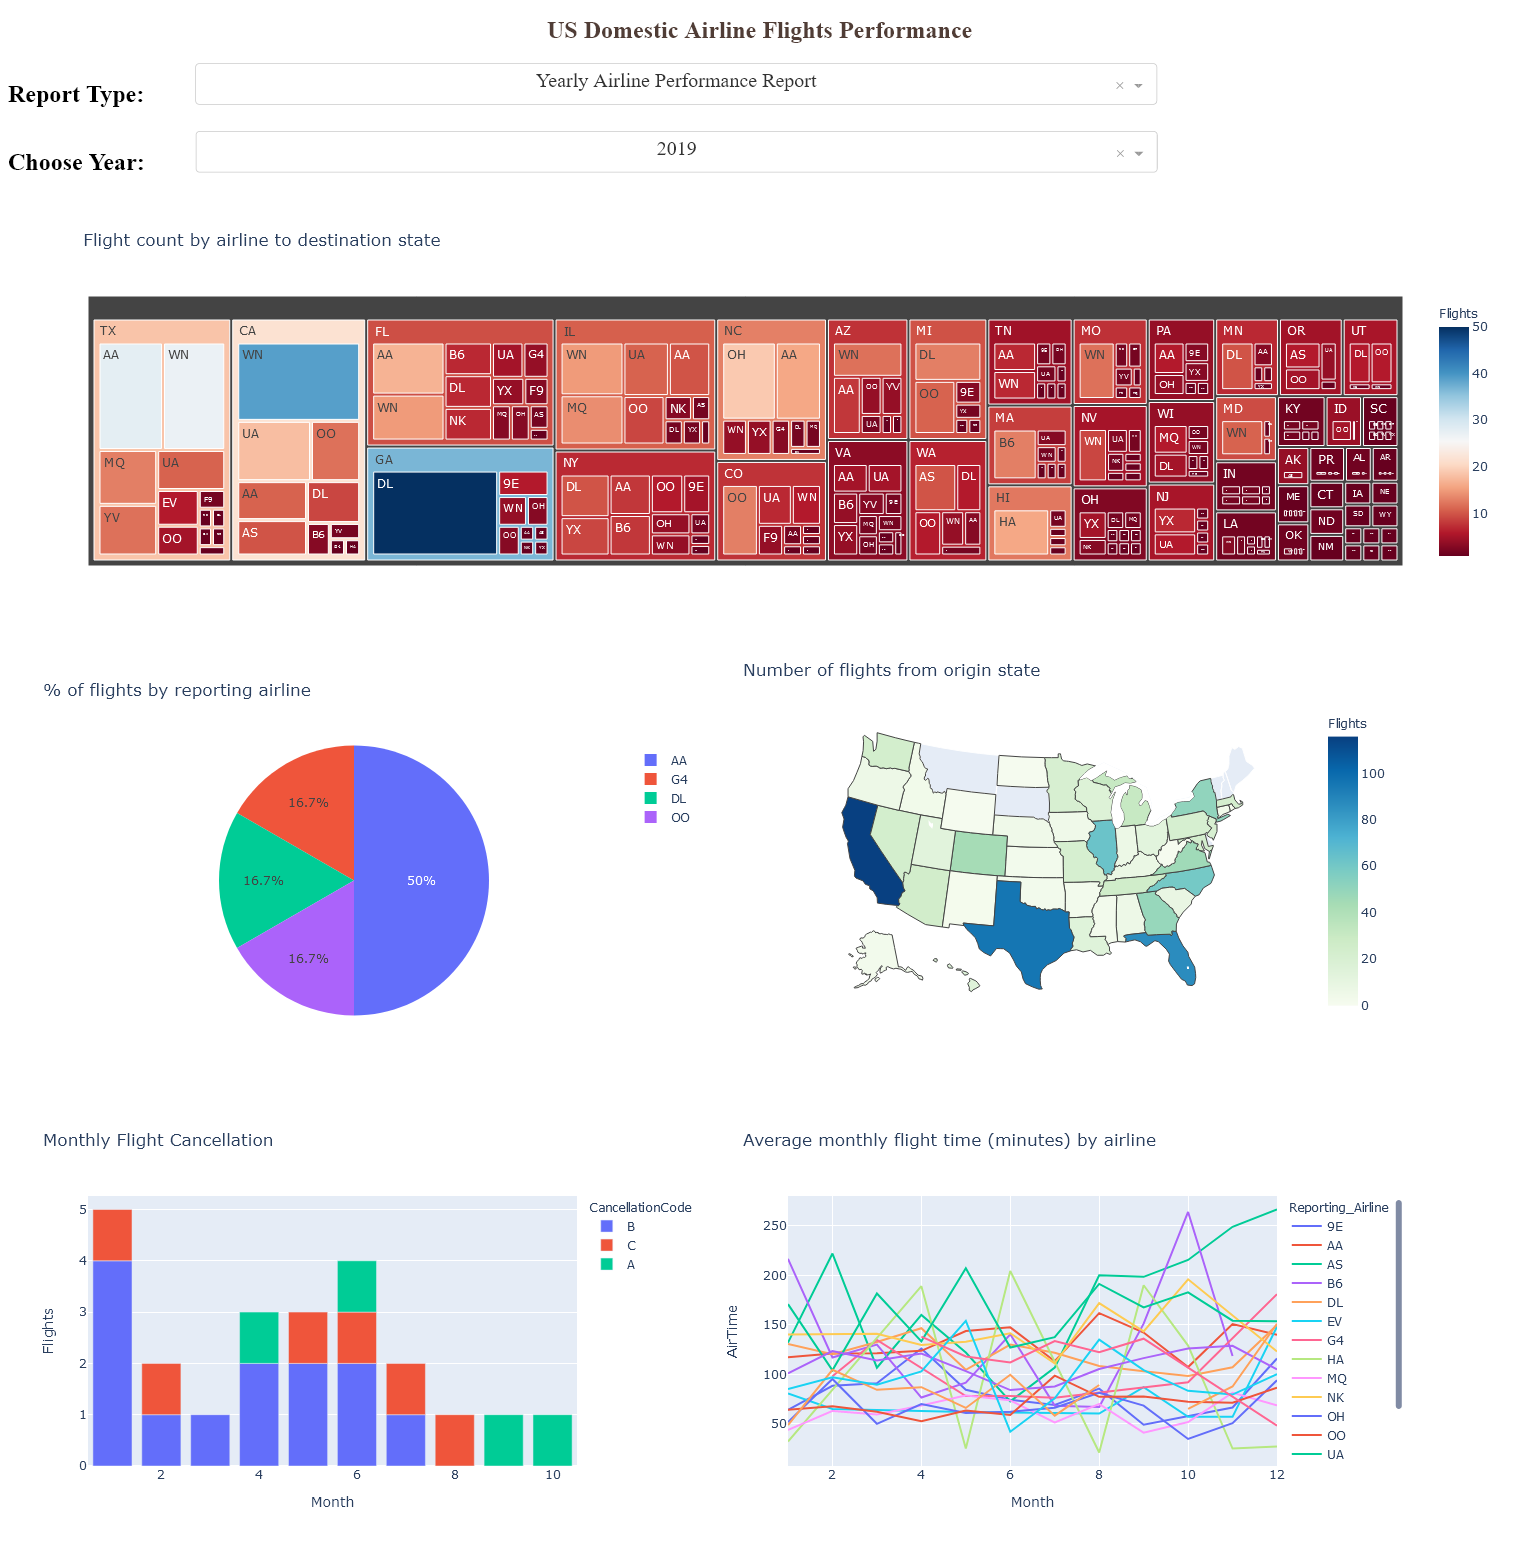 US Domestic Airline Flights Performance
Report Type:
Yearly Airline Performance Report
×
Choose Year:
2019
×
Flight count by airline to destination state
TX
AA
WN
MQ
UA
YV
EV
F9
OO
CA
WN
UA
OO
AA
DL
AS
B6
YV
FL
AA
B6
UA
G4
DL
YX
F9
WN
NK
MQ
OH
AS
GA
DL
9E
WN
OH
OO
IL
WN
UA
AA
MQ
OO
NK
AS
DL
YX
NY
DL
AA
OO
9E
YX
B6
OH
UA
WN
NC
OH
AA
WN
YX
G4
DL
MQ
CO
OO
UA
WN
F9
AA
AZ
WN
AA
OO
YV
UA
VA
AA
UA
B6
YV
9E
YX
MQ
WN
OH
MI
DL
OO
9E
YX
WA
AS
DL
OO
WN
AA
TN
AA
WN
UA
MA
B6
UA
WN
HI
HA
UA
MO
WN
YV
NV
WN
UA
NK
OH
YX
DL
MQ
NK
PA
AA
9E
YX
OH
WI
MQ
OO
WN
DL
NJ
YX
UA
MN
DL
AA
YX
MD
WN
IN
LA
OR
AS
UA
OO
UT
DL
OO
KY
ID
OO
SC
AK
PR
AL
AR
ME
CT
IA
NE
OK
ND
SD
WY
NM
Flights
50
40
30
20
10
% of flights by reporting airline
50%
16.7%
16.7%
16.7%
AA
G4
DL
OO
Number of flights from origin state
Flights
100
80
60
40
20
0
Monthly Flight Cancellation
Flights
5
4
3
2
1
0
2
4
6
8
10
Month
CancellationCode
B
C
A
Average monthly flight time (minutes) by airline
AirTime
250
200
150
100
50
2
4
6
8
10
12
Month
Reporting_Airline
9E
AA
AS
B6
DL
EV
G4
HA
MQ
NK
OH
OO
UA